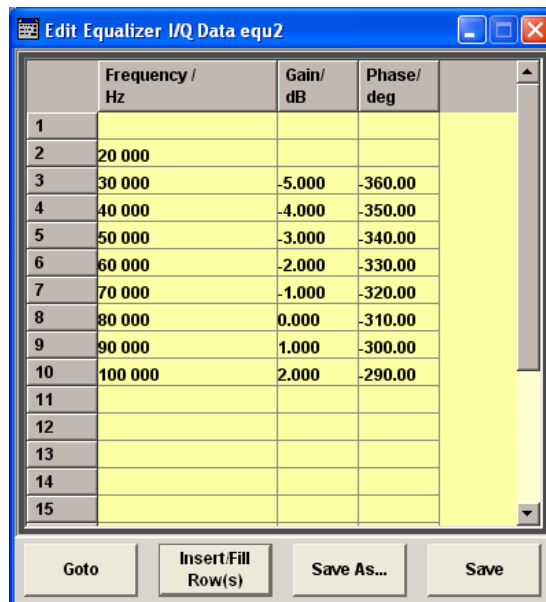 Edit Equalizer I/Q Data equ2
Frequency / Hz Gain/ dB Phase/ deg
1
2 20 000
3 30 000 -5.000 -360.00
4 40 000 -4.000 -350.00
5 50 000 -3.000 -340.00
6 60 000 -2.000 -330.00
7 70 000 -1.000 -320.00
8 80 000 0.000 -310.00
9 90 000 1.000 -300.00
10 100 000 2.000 -290.00
11
12
13
14
15
Goto Insert/Fill Row(s) Save As... Save